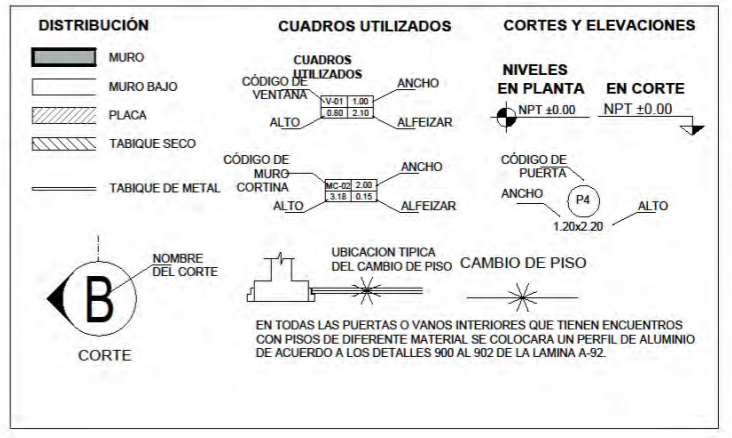 DISTRIBUCIÓN
MURO
MURO BAJO
PLACA
TABIQUE SECO
TABIQUE DE METAL
NOMBRE
DEL CORTE
B
CORTE
CUADROS UTILIZADOS
CUADROS
UTILIZADOS
CÓDIGO DE
VENTANA
ANCHO
V-01 1.00
0.60 2.10
ALTO
ALFEIZAR
CÓDIGO DE
MURO
CORTINA
ANCHO
MC-02 2.00
3.18 0.15
ALTO
ALFEIZAR
UBICACION TIPICA
DEL CAMBIO DE PISO
CORTES Y ELEVACIONES
NIVELES
EN PLANTA
EN CORTE
NPT ±0.00
NPT ±0.00
CÓDIGO DE
PUERTA
ANCHO
P4
ALTO
1.20x2.20
CAMBIO DE PISO
EN TODAS LAS PUERTAS O VANOS INTERIORES QUE TIENEN ENCUENTROS
CON PISOS DE DIFERENTE MATERIAL SE COLOCARA UN PERFIL DE ALUMINIO
DE ACUERDO A LOS DETALLES 900 AL 902 DE LA LAMINA A-92.